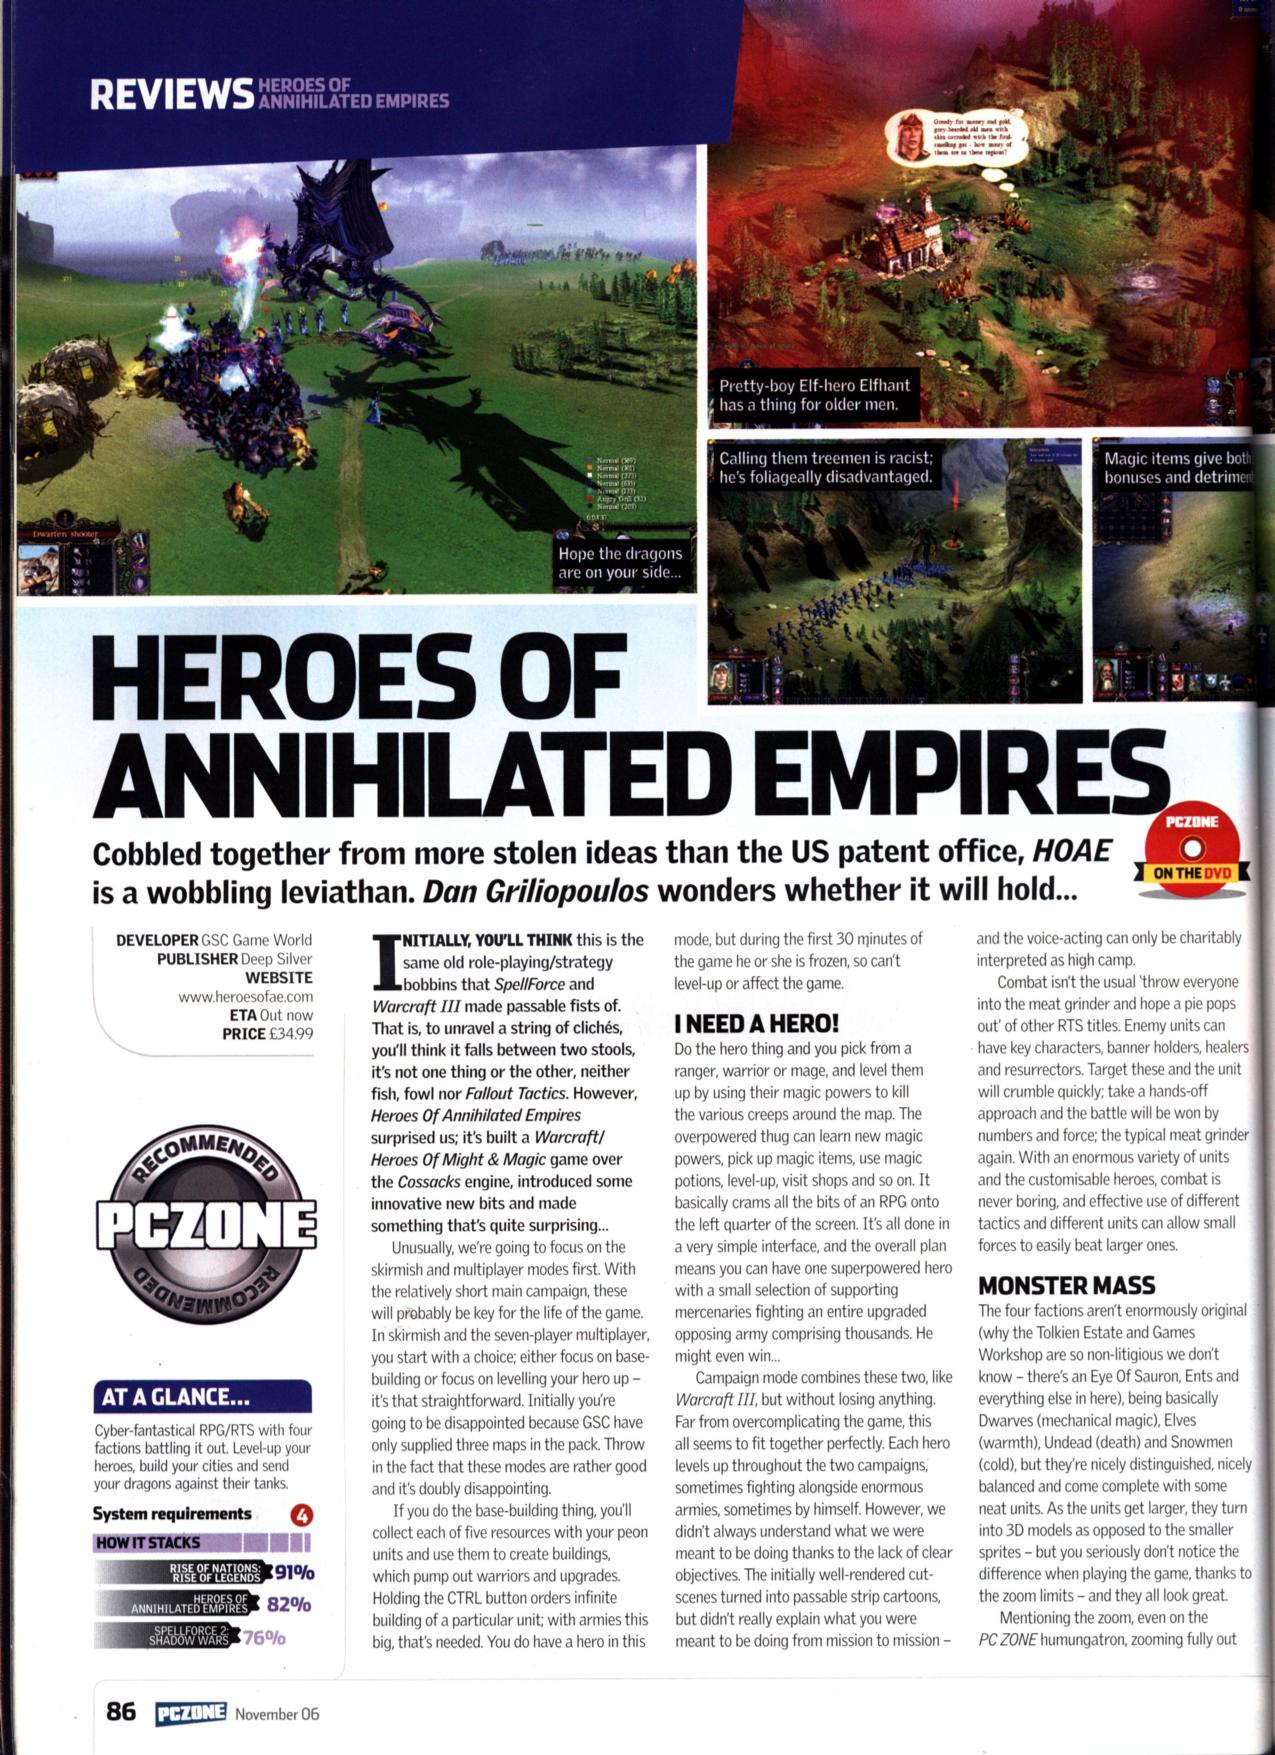 REVIEWS HEROES OF
ANNIHILATED EMPIRES
Greedy for money and gold,
grey-bearded old men with
skin corroded with the foul-
smelling gas - how many of
them are in these regions?
Pretty-boy Elf-hero Elfhant
has a thing for older men.
Normal (273)
Normal (203)
Dwarfen shooter
Hope the dragons
are on your side...
Calling them treemen is racist;
he's foliageally disadvantaged.
Magic items give both
bonuses and detriment
HEROES OF
ANNIHILATED EMPIRES
Cobbled together from more stolen ideas than the US patent office, HOAE
is a wobbling leviathan. Dan Griliopoulos wonders whether it will hold...
PCZONE
ON THE DVD
DEVELOPER GSC Game World
PUBLISHER Deep Silver
WEBSITE
www.heroesofae.com
ETA Out now
PRICE £34.99
RECOMMENDED
PCZONE
RECOMMENDED
AT A GLANCE...
Cyber-fantastical RPG/RTS with four
factions battling it out. Level-up your
heroes, build your cities and send
your dragons against their tanks.
System requirements 4
HOW IT STACKS
RISE OF NATIONS:
RISE OF LEGENDS 91%
HEROES OF
ANNIHILATED EMPIRES 82%
SPELLFORCE 2:
SHADOW WARS 76%
INITIALLY, YOU'LL THINK this is the
same old role-playing/strategy
bobbins that SpellForce and
Warcraft III made passable fists of.
That is, to unravel a string of clichés,
you'll think it falls between two stools,
it's not one thing or the other, neither
fish, fowl nor Fallout Tactics. However,
Heroes Of Annihilated Empires
surprised us; it's built a Warcraft/
Heroes Of Might & Magic game over
the Cossacks engine, introduced some
innovative new bits and made
something that's quite surprising...
Unusually, we're going to focus on the
skirmish and multiplayer modes first. With
the relatively short main campaign, these
will probably be key for the life of the game.
In skirmish and the seven-player multiplayer,
you start with a choice; either focus on base-
building or focus on levelling your hero up –
it's that straightforward. Initially you're
going to be disappointed because GSC have
only supplied three maps in the pack. Throw
in the fact that these modes are rather good
and it's doubly disappointing.
If you do the base-building thing, you'll
collect each of five resources with your peon
units and use them to create buildings,
which pump out warriors and upgrades.
Holding the CTRL button orders infinite
building of a particular unit; with armies this
big, that's needed. You do have a hero in this
mode, but during the first 30 minutes of
the game he or she is frozen, so can't
level-up or affect the game.
I NEED A HERO!
Do the hero thing and you pick from a
ranger, warrior or mage, and level them
up by using their magic powers to kill
the various creeps around the map. The
overpowered thug can learn new magic
powers, pick up magic items, use magic
potions, level-up, visit shops and so on. It
basically crams all the bits of an RPG onto
the left quarter of the screen. It's all done in
a very simple interface, and the overall plan
means you can have one superpowered hero
with a small selection of supporting
mercenaries fighting an entire upgraded
opposing army comprising thousands. He
might even win...
Campaign mode combines these two, like
Warcraft III, but without losing anything.
Far from overcomplicating the game, this
all seems to fit together perfectly. Each hero
levels up throughout the two campaigns,
sometimes fighting alongside enormous
armies, sometimes by himself. However, we
didn't always understand what we were
meant to be doing thanks to the lack of clear
objectives. The initially well-rendered cut-
scenes turned into passable strip cartoons,
but didn't really explain what you were
meant to be doing from mission to mission –
and the voice-acting can only be charitably
interpreted as high camp.
Combat isn't the usual 'throw everyone
into the meat grinder and hope a pie pops
out' of other RTS titles. Enemy units can
have key characters, banner holders, healers
and resurrectors. Target these and the unit
will crumble quickly; take a hands-off
approach and the battle will be won by
numbers and force; the typical meat grinder
again. With an enormous variety of units
and the customisable heroes, combat is
never boring, and effective use of different
tactics and different units can allow small
forces to easily beat larger ones.
MONSTER MASS
The four factions aren't enormously original
(why the Tolkien Estate and Games
Workshop are so non-litigious we don't
know – there's an Eye Of Sauron, Ents and
everything else in here), being basically
Dwarves (mechanical magic), Elves
(warmth), Undead (death) and Snowmen
(cold), but they're nicely distinguished, nicely
balanced and come complete with some
neat units. As the units get larger, they turn
into 3D models as opposed to the smaller
sprites – but you seriously don't notice the
difference when playing the game, thanks to
the zoom limits – and they all look great.
Mentioning the zoom, even on the
PC ZONE humungatron, zooming fully out
86 PCZONE November 06